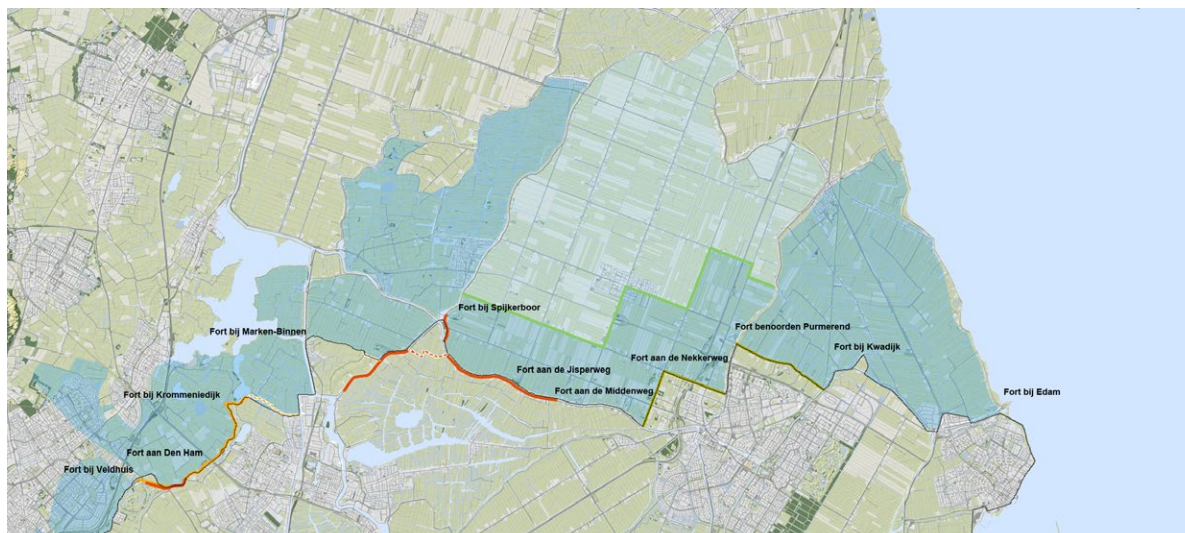 Fort bij Spijkerboor
Fort bij Marken-Binnen
Fort benoorden Purmerend
Fort bij Kwadijk
Fort aan de Nekkerweg
Fort aan de Jisperweg
Fort aan de Middenweg
Fort bij Krommeniedijk
Fort bij Edam
Fort aan Den Ham
Fort bij Veldhuis